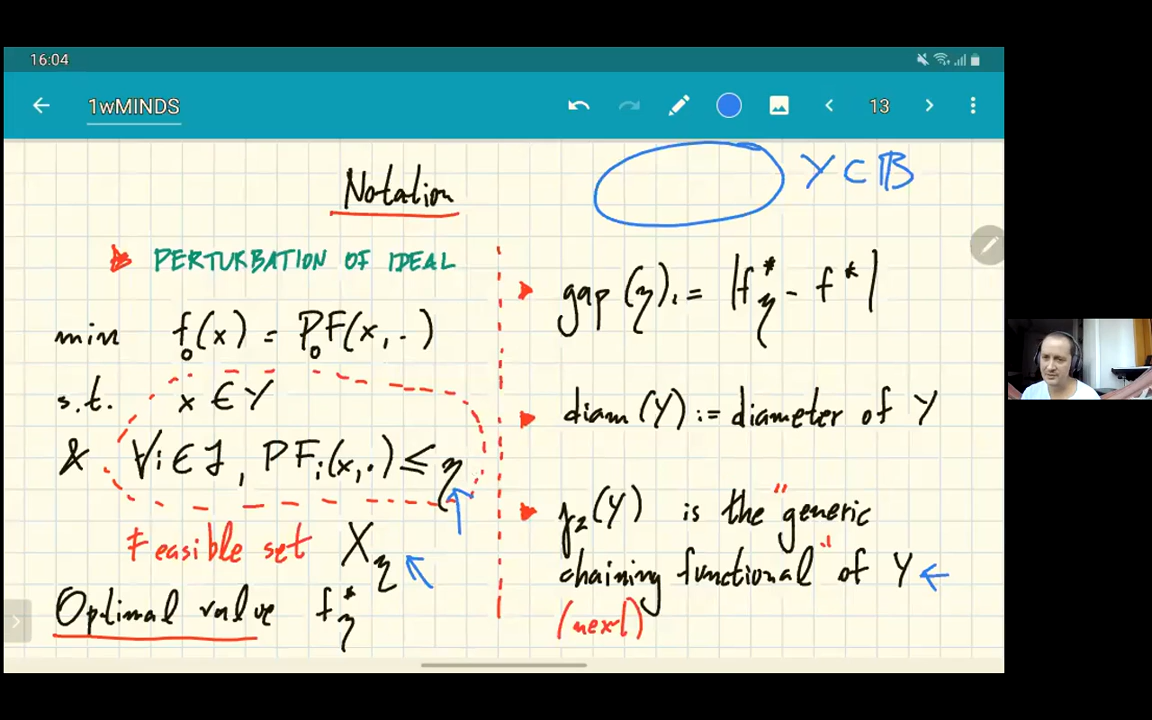 16:04
1wMINDS
13
Notation
Y ⊂ 𝔹
PERTURBATION OF IDEAL
min f₀(x) = P₀F(x,·)
s.t. x ∈ Y
& ∀i ∈ I, PFᵢ(x,·) ≤ η
Feasible set X_η
Optimal value f*_η
gap(η) := |f*_η - f*|
diam(Y) := diameter of Y
γ₂(Y) is the "generic
chaining functional" of Y
(next)